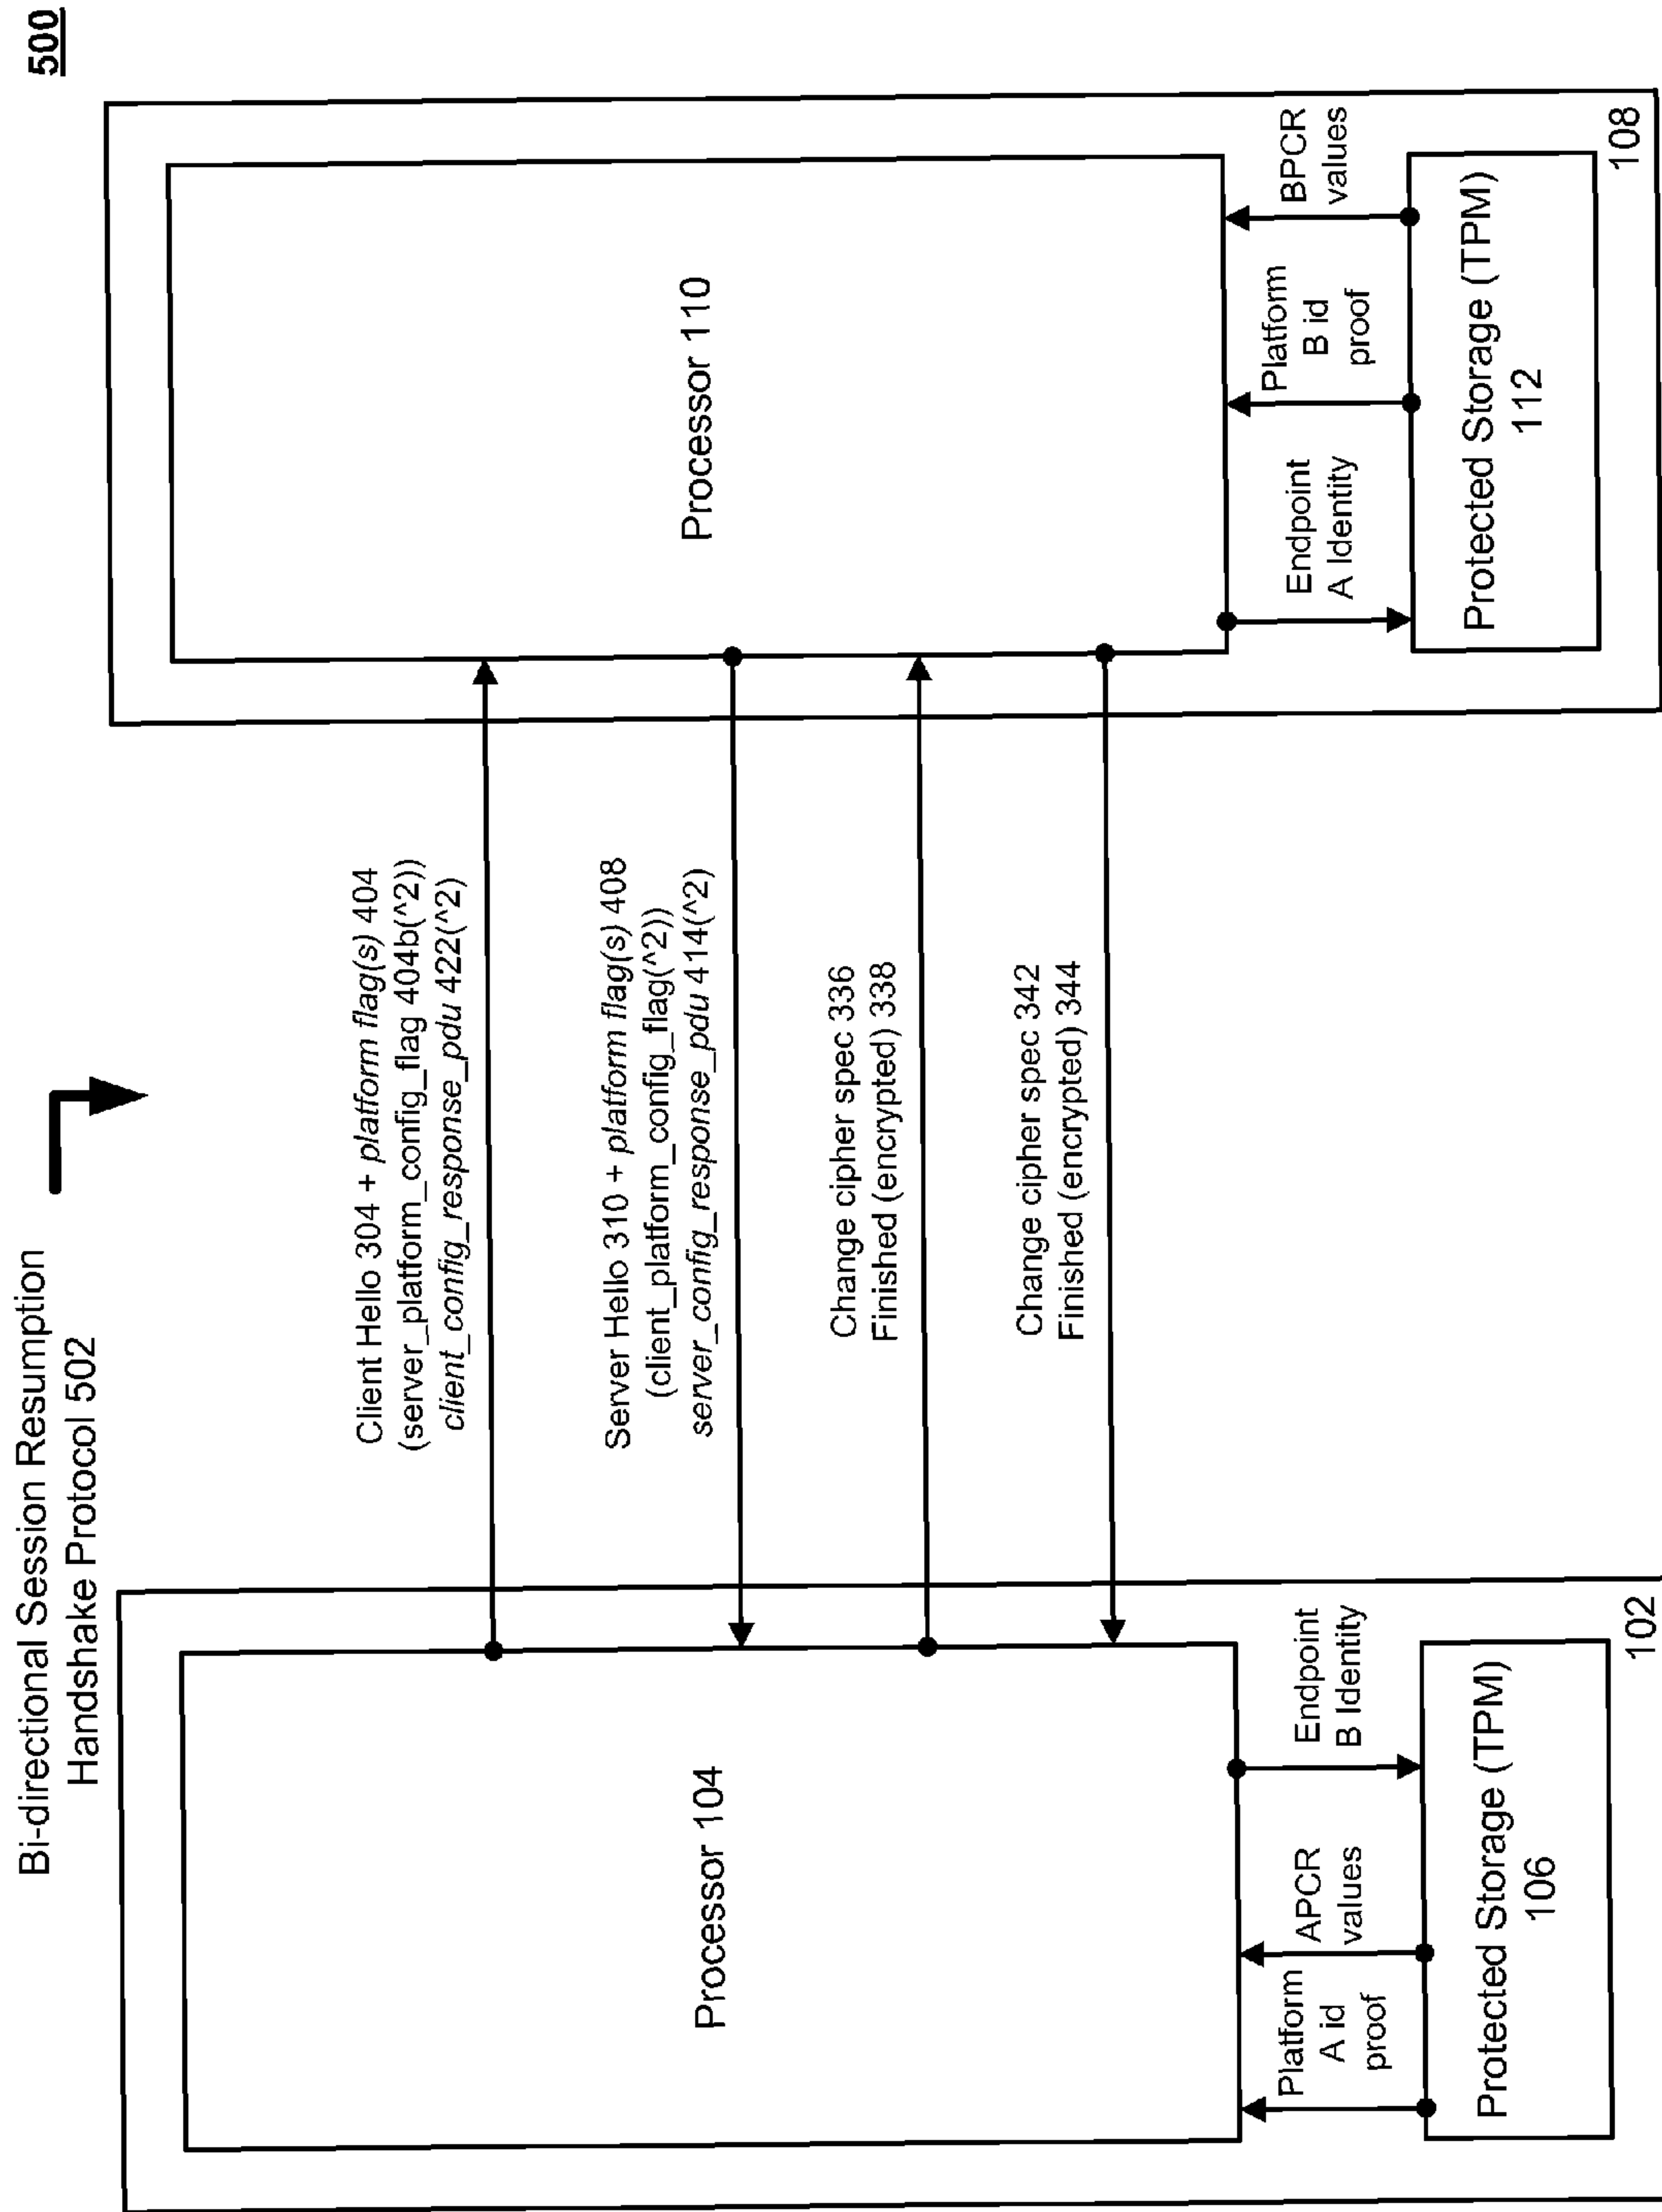 500
Bi-directional Session Resumption
Handshake Protocol 502
Processor 104
Platform
A id
proof
APCR
values
Endpoint
B Identity
Protected Storage (TPM)
106
102
Client Hello 304 + platform flag(s) 404
(server_platform_config_flag 404b(^2))
client_config_response_pdu 422(^2)
Server Hello 310 + platform flag(s) 408
(client_platform_config_flag(^2))
server_config_response_pdu 414(^2)
Change cipher spec 336
Finished (encrypted) 338
Change cipher spec 342
Finished (encrypted) 344
Processor 110
Endpoint
A Identity
Platform
B id
proof
BPCR
values
Protected Storage (TPM)
112
108